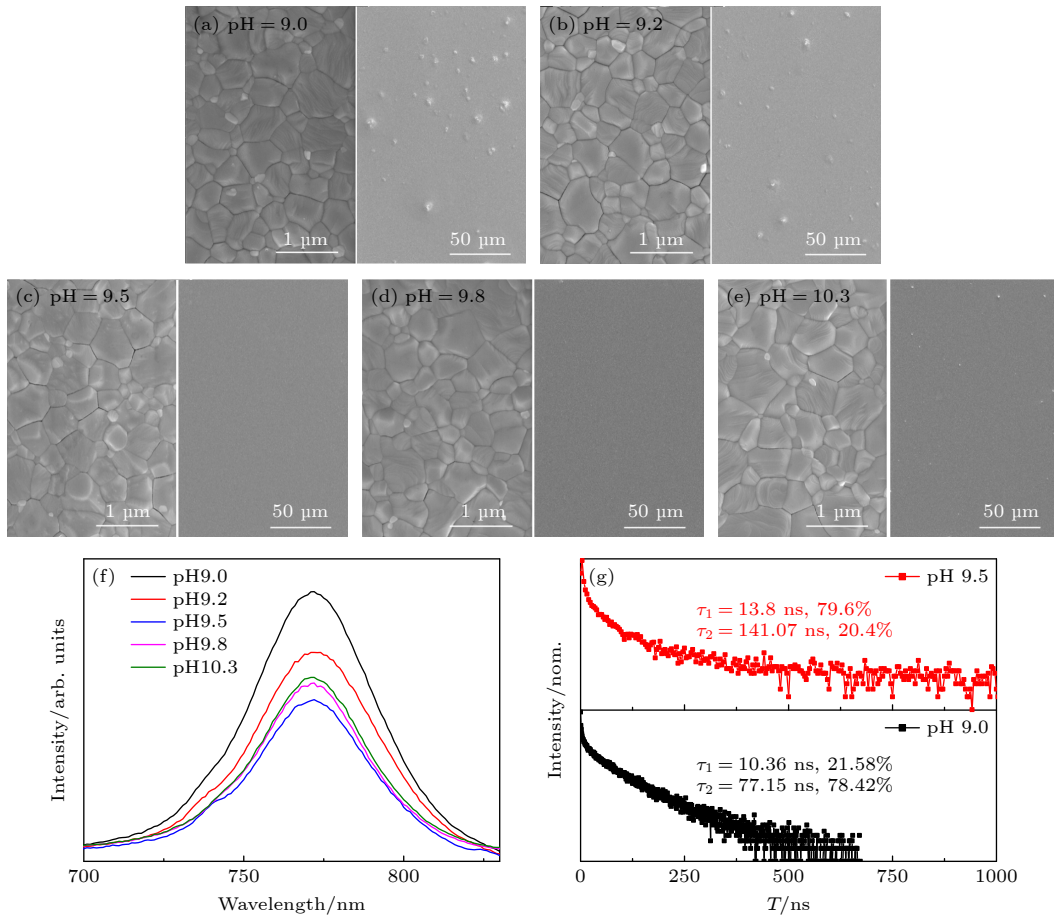 (a) pH = 9.0
1 µm
50 µm
(b) pH = 9.2
1 µm
50 µm
(c) pH = 9.5
1 µm
50 µm
(d) pH = 9.8
1 µm
50 µm
(e) pH = 10.3
1 µm
50 µm
(f)
pH9.0
pH9.2
pH9.5
pH9.8
pH10.3
Intensity/arb. units
700 750 800
Wavelength/nm
(g)
pH 9.5
τ1 = 13.8 ns, 79.6%
τ2 = 141.07 ns, 20.4%
pH 9.0
τ1 = 10.36 ns, 21.58%
τ2 = 77.15 ns, 78.42%
Intensity/nom.
0 250 500 750 1000
T/ns